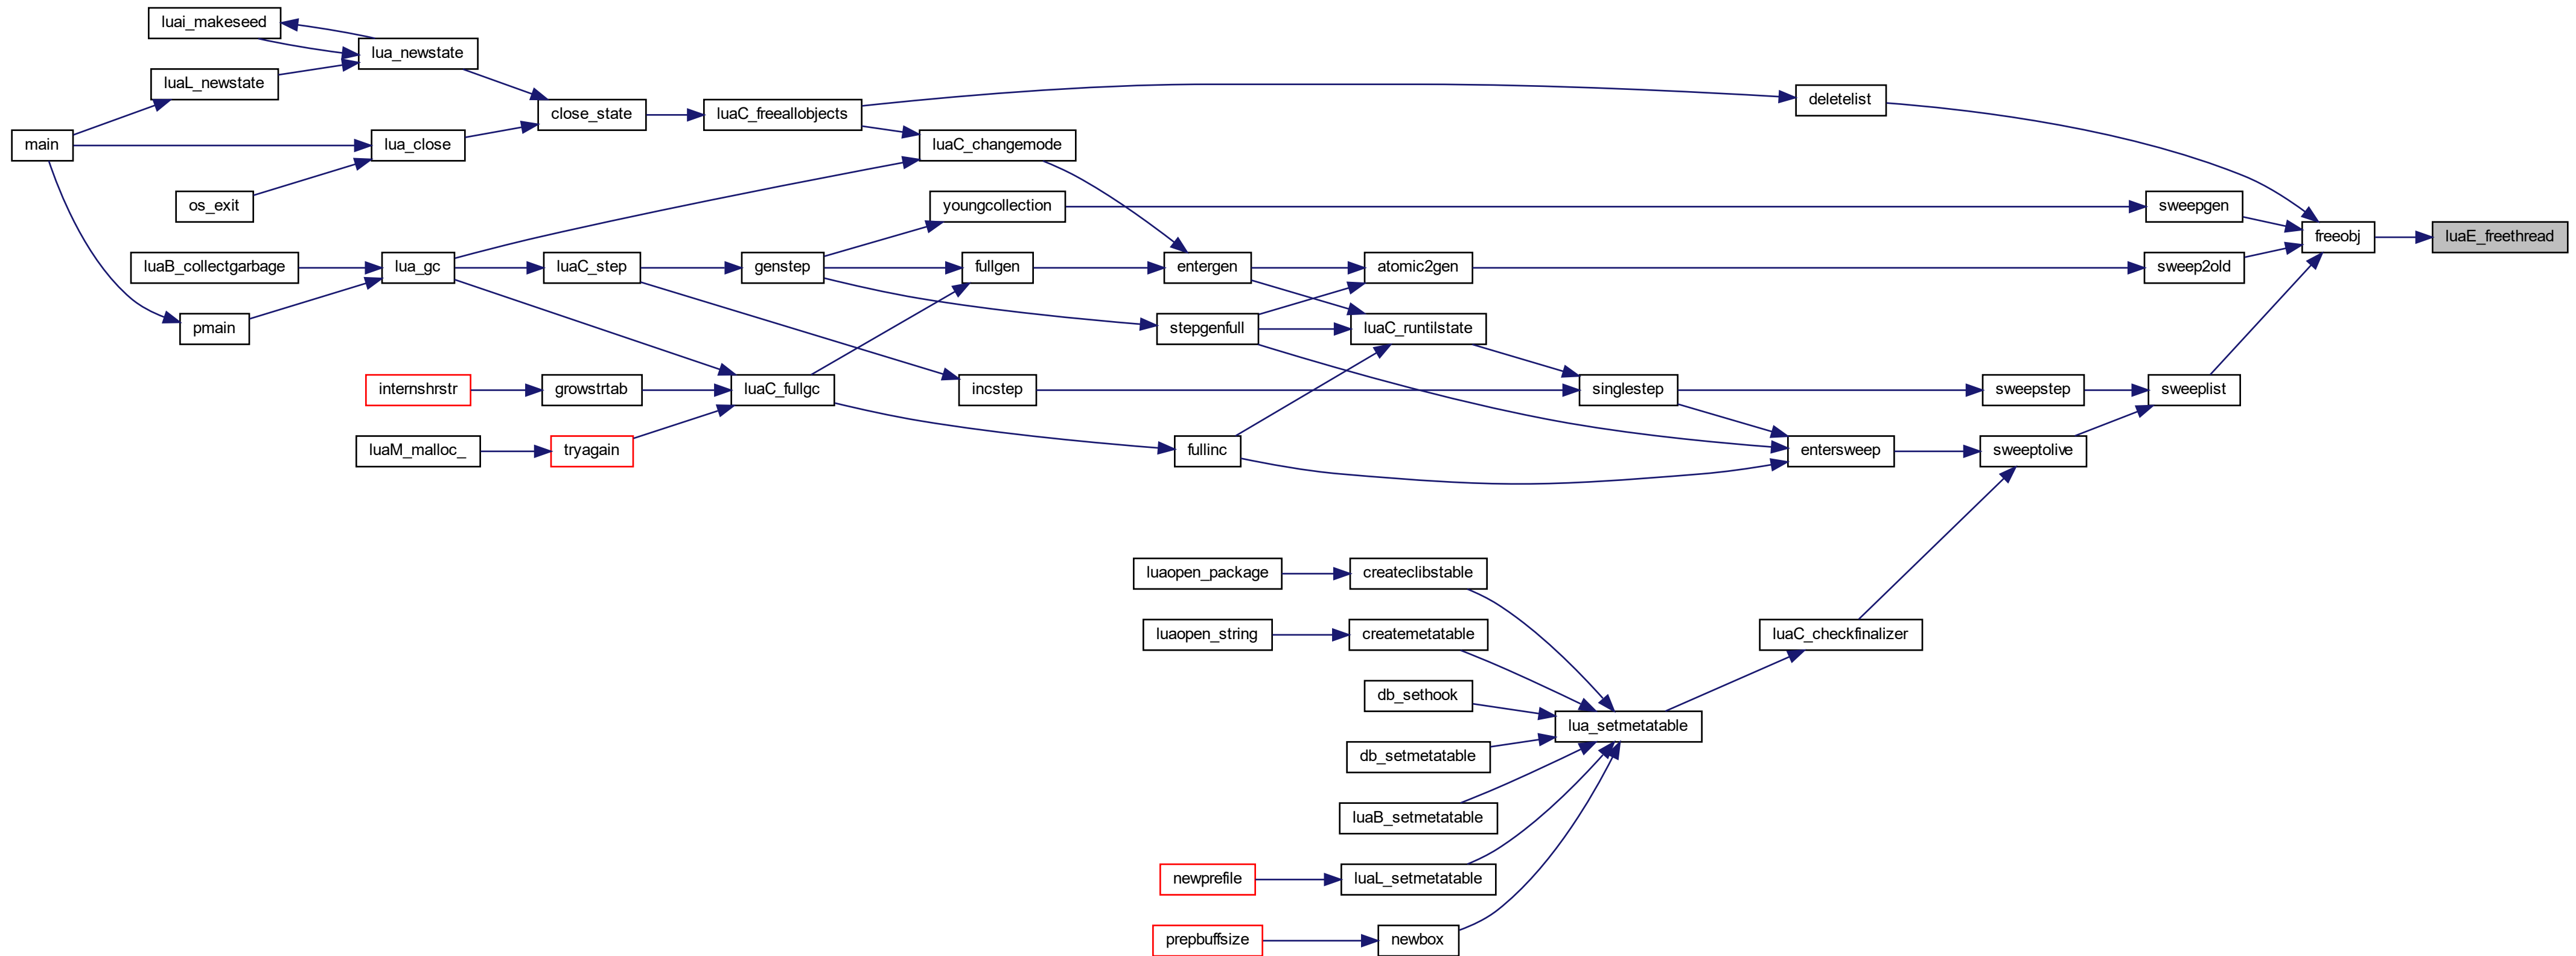 luai_makeseed
lua_newstate
luaL_newstate
deletelist
close_state
luaC_freeallobjects
main
lua_close
luaC_changemode
os_exit
youngcollection
sweepgen
freeobj
luaE_freethread
luaB_collectgarbage
lua_gc
luaC_step
genstep
fullgen
entergen
atomic2gen
sweep2old
pmain
stepgenfull
luaC_runtilstate
internshrstr
growstrtab
luaC_fullgc
incstep
singlestep
sweepstep
sweeplist
luaM_malloc_
tryagain
fullinc
entersweep
sweeptolive
luaopen_package
createclibstable
luaopen_string
createmetatable
luaC_checkfinalizer
db_sethook
lua_setmetatable
db_setmetatable
luaB_setmetatable
newprefile
luaL_setmetatable
prepbuffsize
newbox